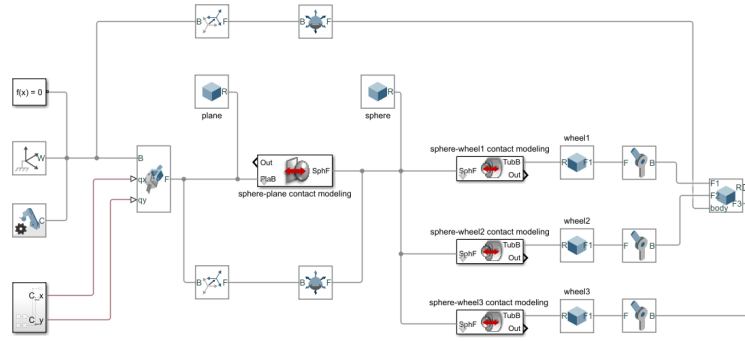 B F
B F
f(x) = 0
R
plane
R
sphere
W
B
qx
qy
F
Out
PlaB
SphF
sphere-plane contact modeling
C
sphere-wheel1 contact modeling
SphF
TubB
Out
wheel1
R F1
F B
F1
F2
body
R
F3
sphere-wheel2 contact modeling
SphF
TubB
Out
wheel2
R F1
F B
B F
B F
C_x
C_y
sphere-wheel3 contact modeling
SphF
TubB
Out
wheel3
R F1
F B